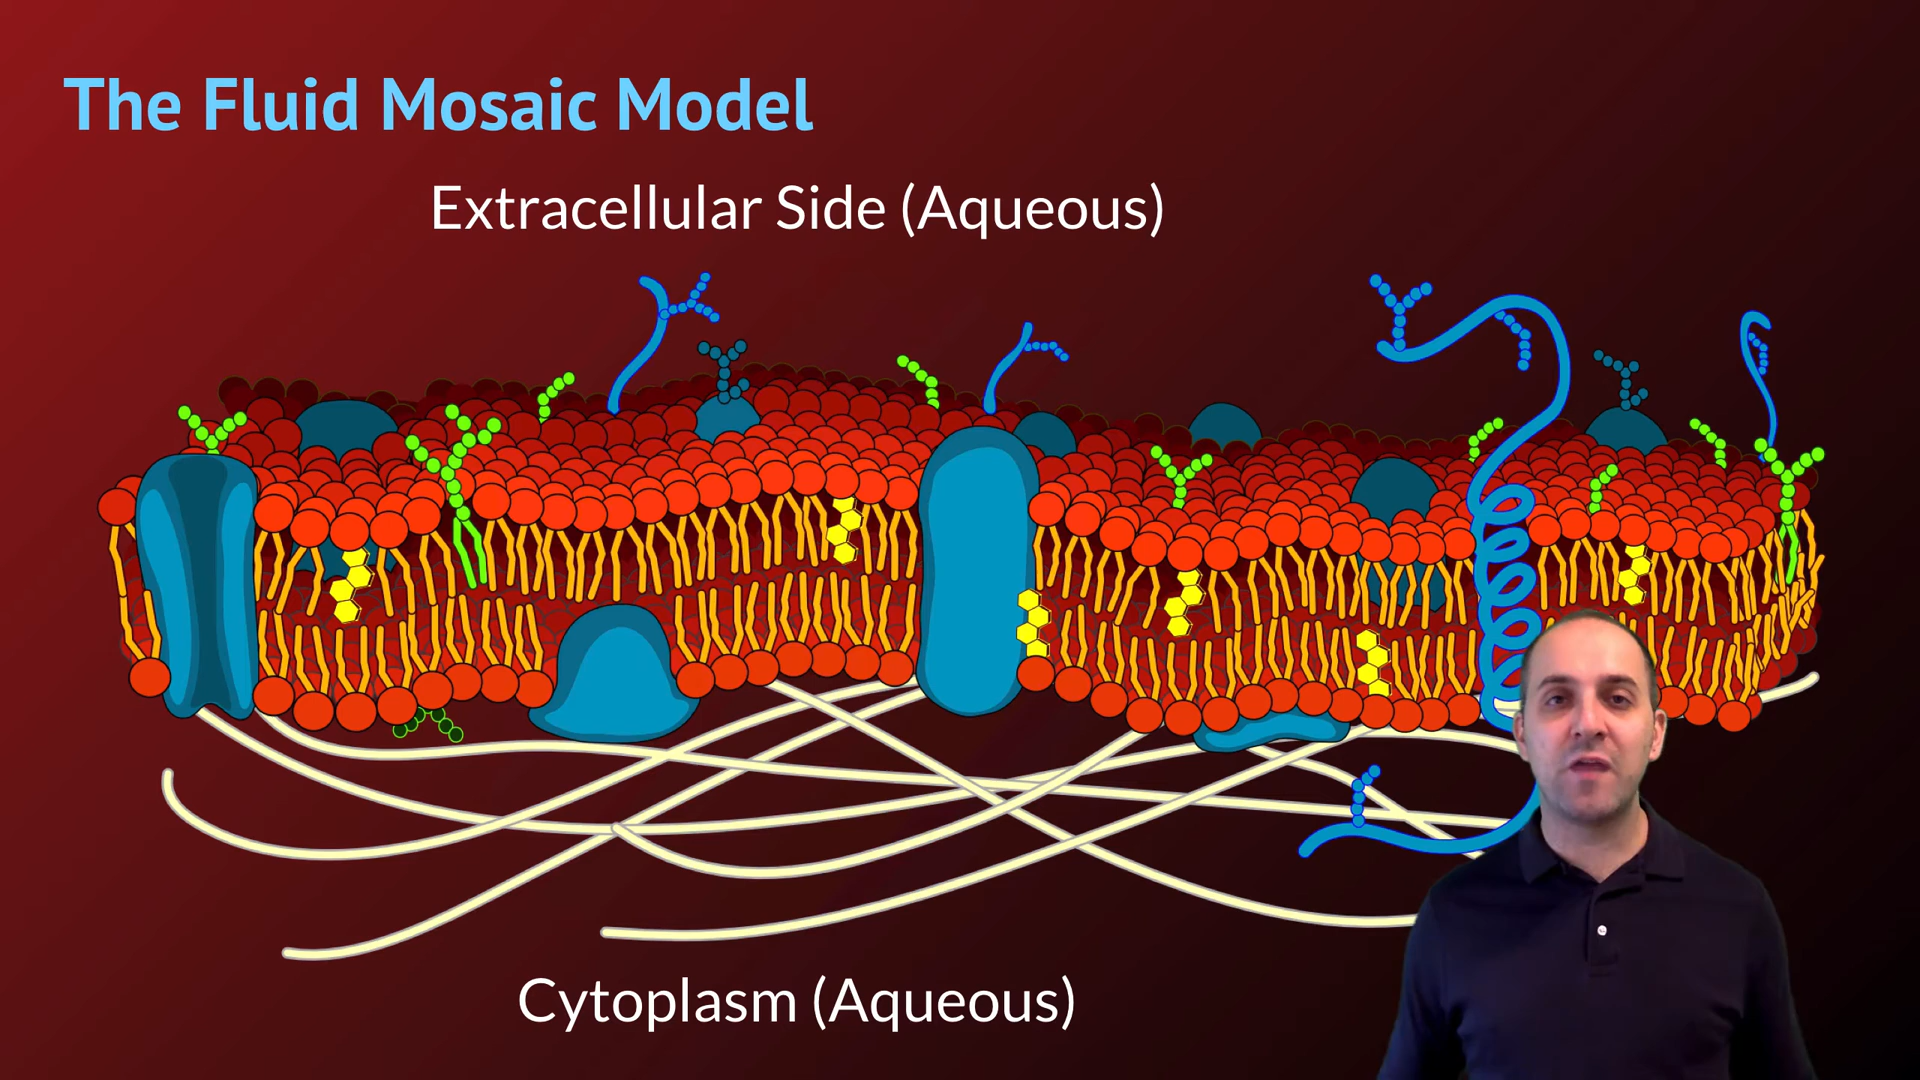 The Fluid Mosaic Model
Extracellular Side (Aqueous)
Cytoplasm (Aqueous)